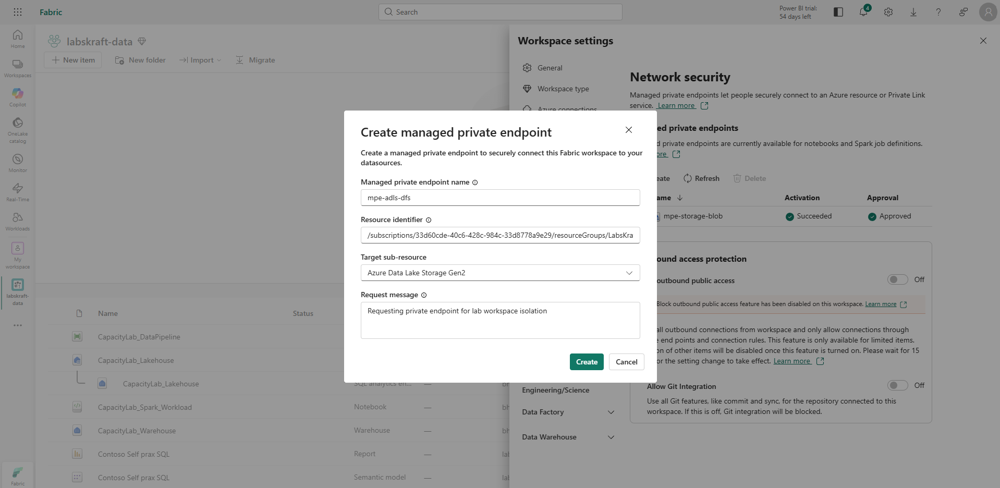 Fabric
Search
Power BI trial:
54 days left
4
Home
Workspaces
Copilot
OneLake
catalog
Monitor
Real-Time
Workloads
My
workspace
labskraft-
data
Fabric
labskraft-data
New item
New folder
Import
Migrate
Name
Status
CapacityLab_DataPipeline
CapacityLab_Lakehouse
CapacityLab_Lakehouse
SQL analytics en...
—
bh
CapacityLab_Spark_Workload
Notebook
—
bh
CapacityLab_Warehouse
Warehouse
—
bh
Contoso Self prax SQL
Report
—
lal
Contoso Self prax SQL
Semantic model
—
lal
Workspace settings
General
Workspace type
Azure connections
Engineering/Science
Data Factory
Data Warehouse
Network security
Managed private endpoints let people securely connect to an Azure resource or Private Link
service. Learn more
ed private endpoints
d private endpoints are currently available for notebooks and Spark job definitions.
ore
eate
Refresh
Delete
ame
Activation
Approval
mpe-storage-blob
Succeeded
Approved
ound access protection
outbound public access
Off
Block outbound public access feature has been disabled on this workspace. Learn more
all outbound connections from workspace and only allow connections through
e end points and connection rules. This feature is only available for limited items.
on of other items will be disabled once this feature is turned on. Please wait for 15
or the setting change to take effect. Learn more
Allow Git Integration
Off
Use all Git features, like commit and sync, for the repository connected to this
workspace. If this is off, Git integration will be blocked.
Create managed private endpoint
Create a managed private endpoint to securely connect this Fabric workspace to your
datasources.
Managed private endpoint name
mpe-adls-dfs
Resource identifier
/subscriptions/33d60cde-40c6-428c-984c-33d8778a9e29/resourceGroups/LabsKra
Target sub-resource
Azure Data Lake Storage Gen2
Request message
Requesting private endpoint for lab workspace isolation
Create
Cancel